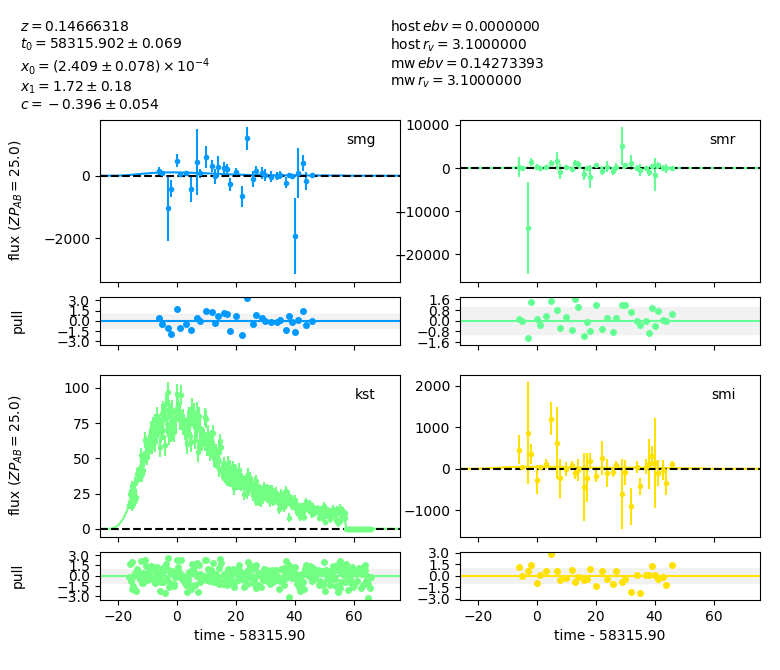 z = 0.14666318
t₀ = 58315.902 ± 0.069
x₀ = (2.409 ± 0.078) × 10⁻⁴
x₁ = 1.72 ± 0.18
c = −0.396 ± 0.054
host ebv = 0.0000000
host r_v = 3.1000000
mw ebv = 0.14273393
mw r_v = 3.1000000
flux (ZP_AB = 25.0)
0
−2000
smg
10000
0
−10000
−20000
smr
pull
3.0
1.5
0.0
−1.5
−3.0
1.6
0.8
0.0
−0.8
−1.6
flux (ZP_AB = 25.0)
100
75
50
25
0
kst
2000
1000
0
−1000
smi
pull
3.0
1.5
0.0
−1.5
−3.0
3.0
1.5
0.0
−1.5
−3.0
−20 0 20 40 60
time - 58315.90
−20 0 20 40 60
time - 58315.90